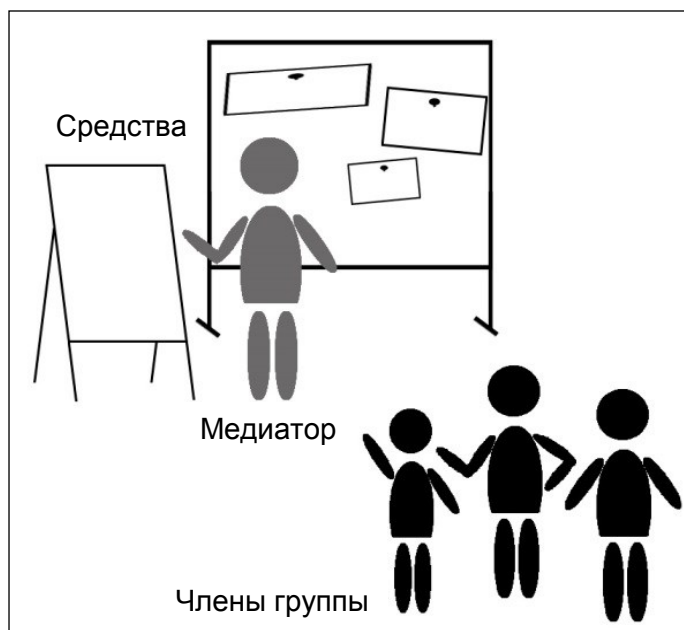 Средства
Медиатор
Члены группы